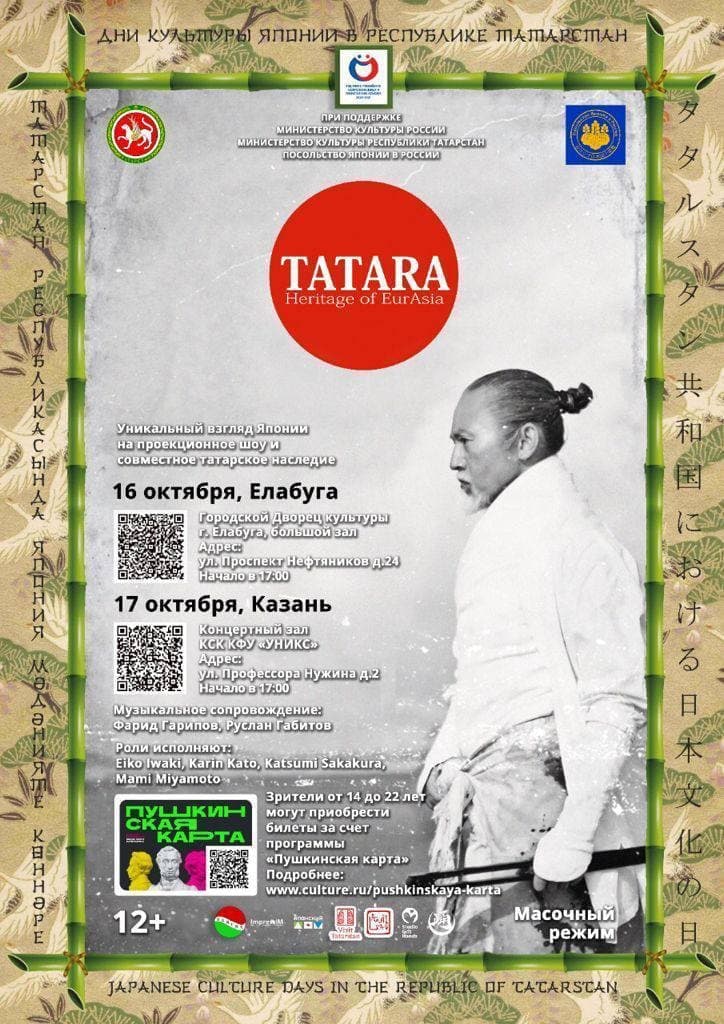 ДНИ КУЛЬТУРЫ ЯПОНИИ В РЕСПУБЛИКЕ ТАТАРСТАН
ТАТАРСТАН РЕСПУБЛИКАСЫНДА ЯПОНИЯ МӘДӘНИЯТЕ КӨННӘРЕ
タタルスタン共和国における日本文化の日
ПРИ ПОДДЕРЖКЕ
МИНИСТЕРСТВО КУЛЬТУРЫ РОССИИ
МИНИСТЕРСТВО КУЛЬТУРЫ РЕСПУБЛИКИ ТАТАРСТАН
ПОСОЛЬСТВО ЯПОНИИ В РОССИИ
TATARA
Heritage of EurAsia
Уникальный взгляд Японии
на проекционное шоу и
совместное татарское наследие
16 октября, Елабуга
Городской Дворец культуры
г. Елабуга, большой зал
Адрес:
ул. Проспект Нефтяников д.24
Начало в 17:00
17 октября, Казань
Концертный зал
КСК КФУ «УНИКС»
Адрес:
ул. Профессора Нужина д.2
Начало в 17:00
Музыкальное сопровождение:
Фарид Гарипов, Руслан Габитов
Роли исполняют:
Eiko Iwaki, Karin Kato, Katsumi Sakakura,
Mami Miyamoto
ПУШКИН
СКАЯ
КАРТА
Зрители от 14 до 22 лет
могут приобрести
билеты за счет
программы
«Пушкинская карта»
Подробнее:
www.culture.ru/pushkinskaya-karta
12+
Visit
Tatarstan
Масочный
режим
JAPANESE CULTURE DAYS IN THE REPUBLIC OF TATARSTAN